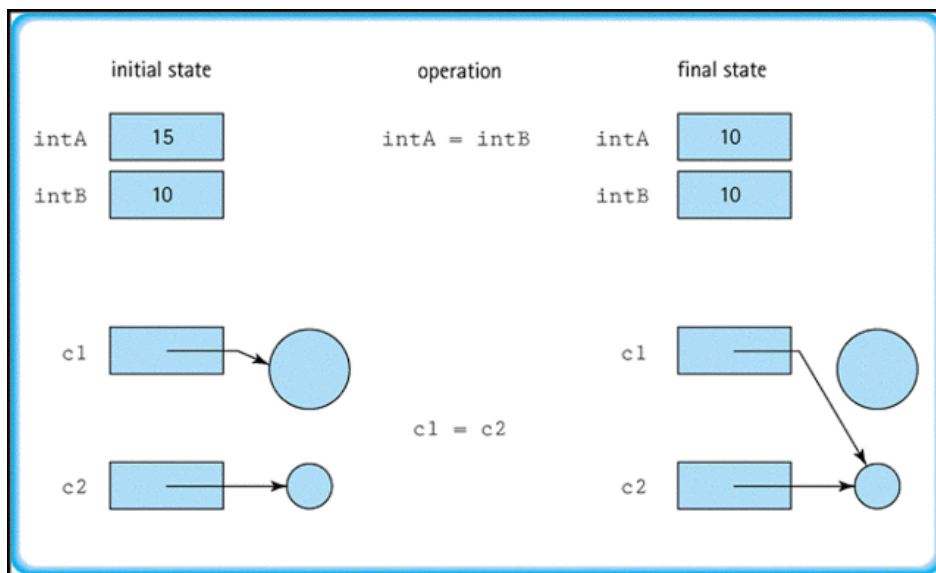 initial state operation final state
intA 15 intA = intB intA 10
intB 10 intB 10
c1 c1
c1 = c2
c2 c2